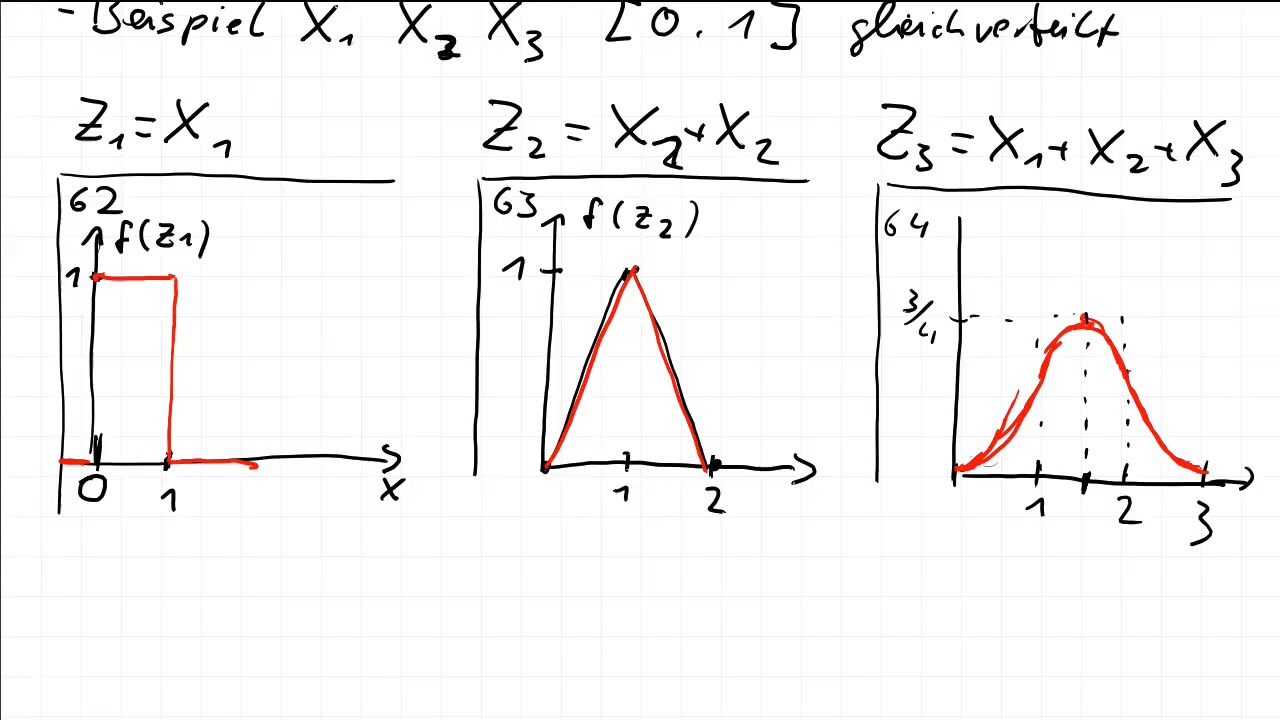 - Beispiel X₁ X₂ X₃ [0.1] gleichverteilt
Z₁ = X₁
Z₂ = X₁ + X₂
Z₃ = X₁ + X₂ + X₃
62
f(z1)
1
0
1
x
63
f(z₂)
1
1
2
64
3/4
1
2
3